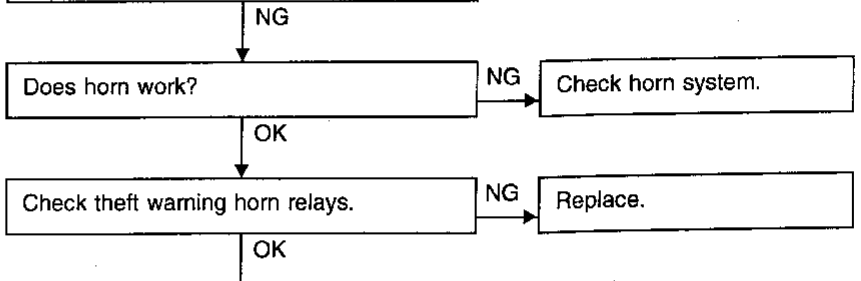 NG
Does horn work?
NG
Check horn system.
OK
Check theft warning horn relays.
NG
Replace.
OK